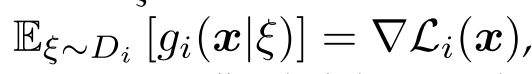 𝔼_{ξ∼D_i} [g_i(𝒙|ξ)] = ∇ℒ_i(𝒙),